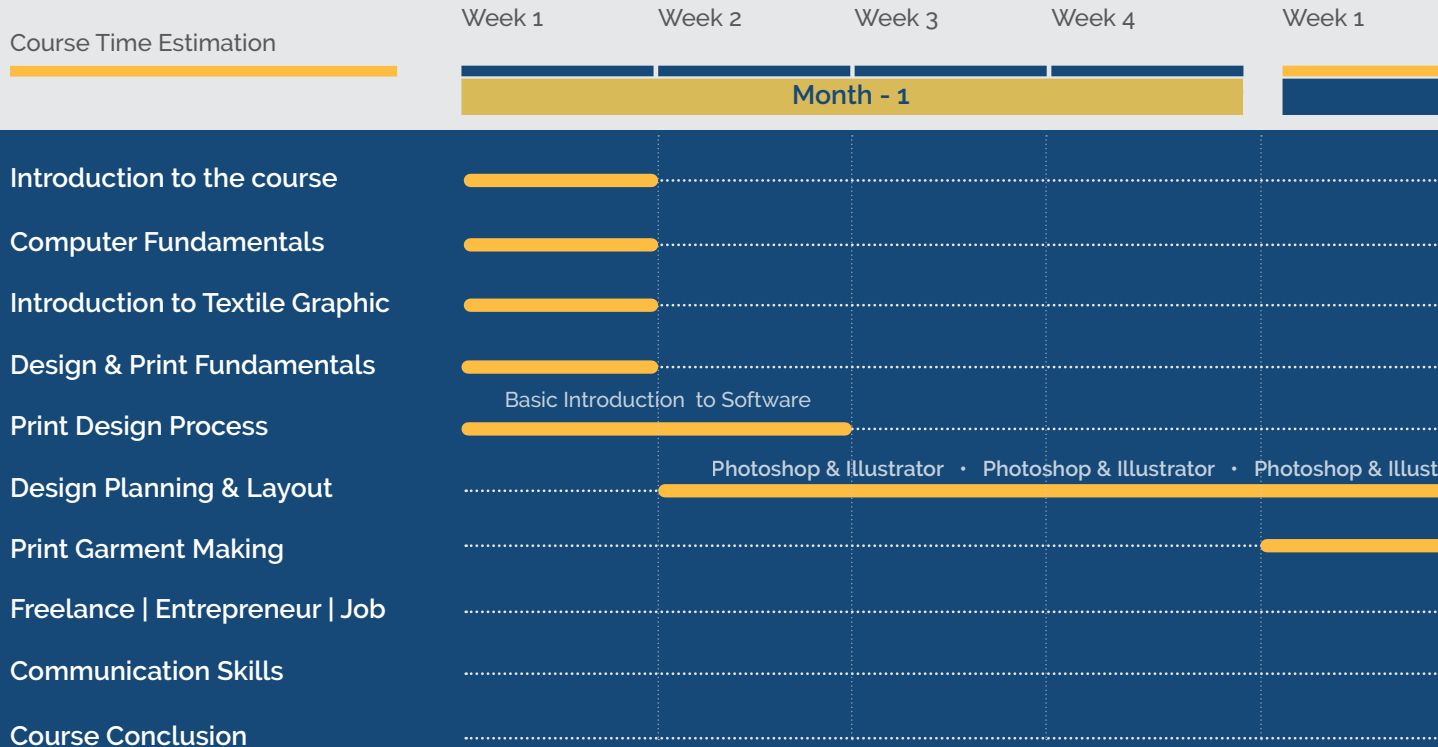 Week 1 Week 2 Week 3 Week 4 Week 1
Course Time Estimation
Month - 1
Introduction to the course
Computer Fundamentals
Introduction to Textile Graphic
Design & Print Fundamentals
Basic Introduction to Software
Print Design Process
Photoshop & Illustrator • Photoshop & Illustrator • Photoshop & Illust
Design Planning & Layout
Print Garment Making
Freelance | Entrepreneur | Job
Communication Skills
Course Conclusion